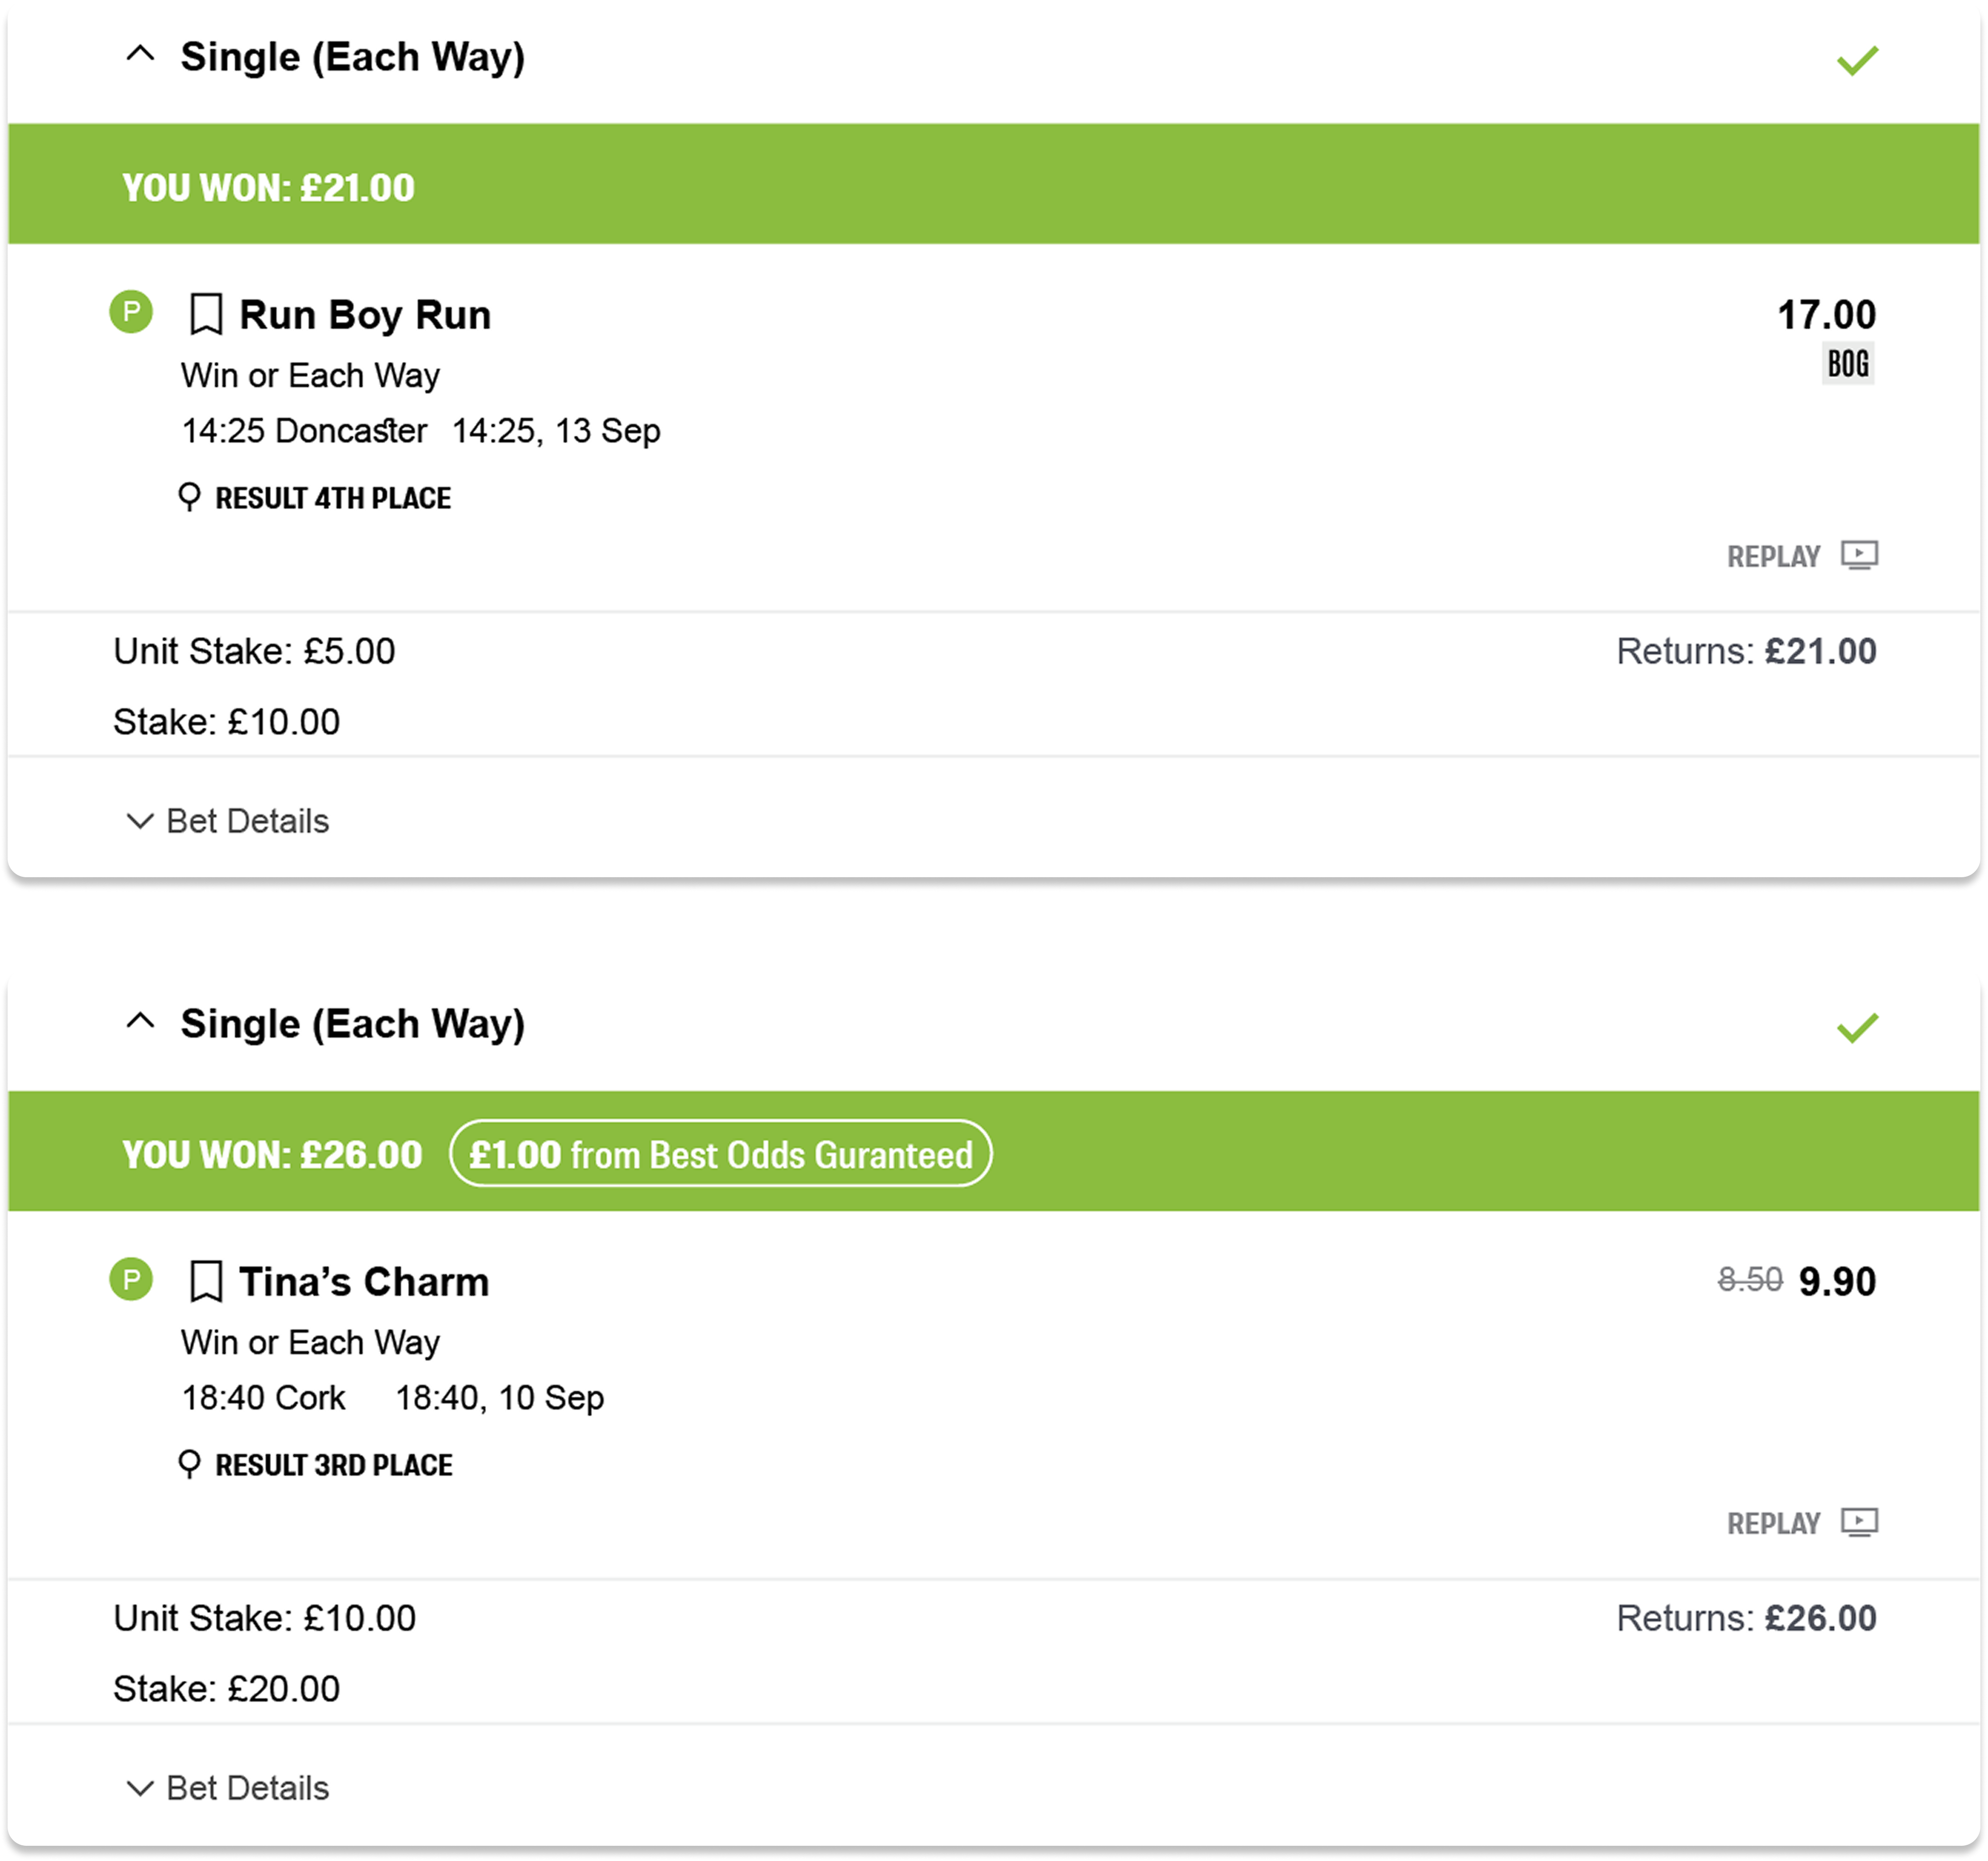 Single (Each Way)
YOU WON: £21.00
P Run Boy Run 17.00
BOG
Win or Each Way
14:25 Doncaster 14:25, 13 Sep
RESULT 4TH PLACE
REPLAY
Unit Stake: £5.00 Returns: £21.00
Stake: £10.00
Bet Details
Single (Each Way)
YOU WON: £26.00 £1.00 from Best Odds Guranteed
P Tina’s Charm 8.50 9.90
Win or Each Way
18:40 Cork 18:40, 10 Sep
RESULT 3RD PLACE
REPLAY
Unit Stake: £10.00 Returns: £26.00
Stake: £20.00
Bet Details